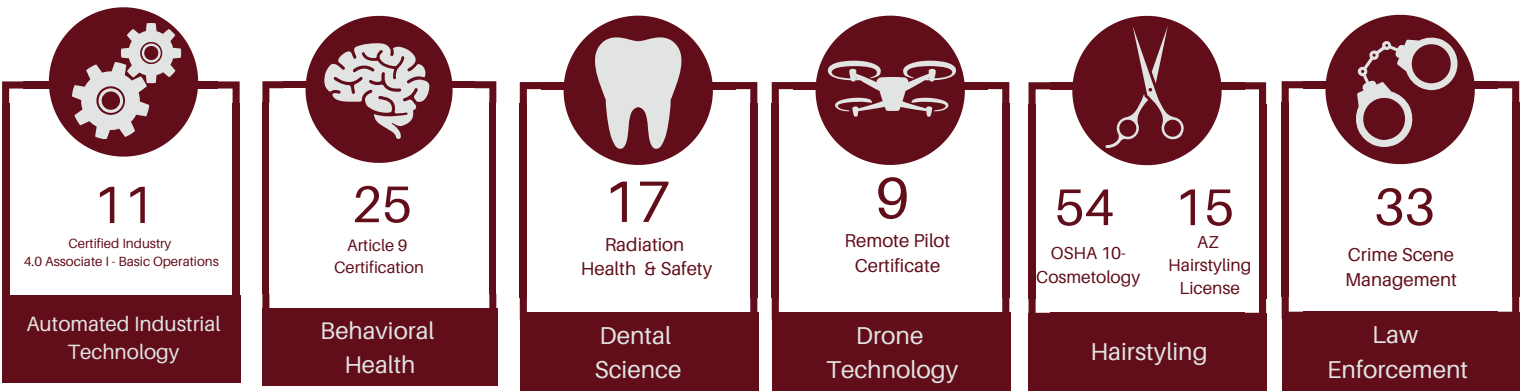 11
Certified Industry
4.0 Associate I - Basic Operations
Automated Industrial
Technology
25
Article 9
Certification
Behavioral
Health
17
Radiation
Health & Safety
Dental
Science
9
Remote Pilot
Certificate
Drone
Technology
54
OSHA 10-
Cosmetology
15
AZ
Hairstyling
License
Hairstyling
33
Crime Scene
Management
Law
Enforcement